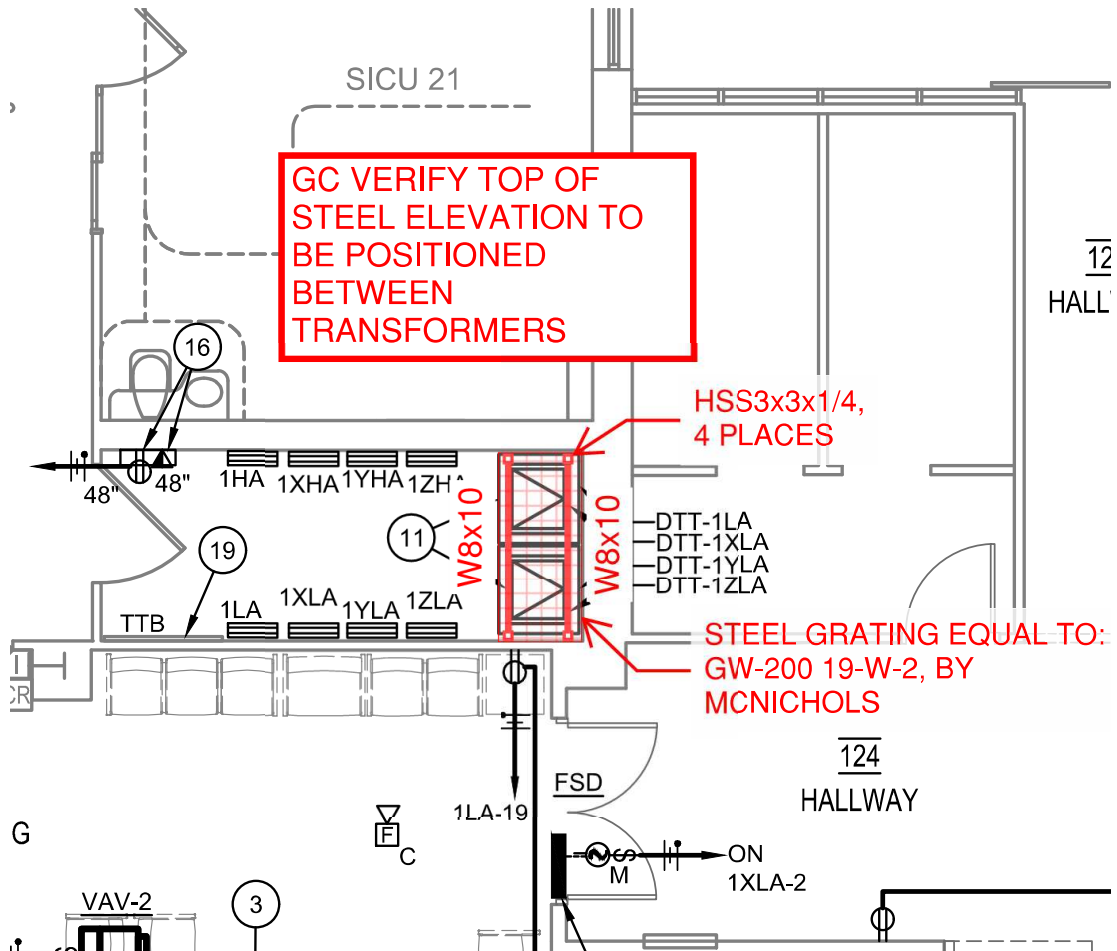 SICU 21
GC VERIFY TOP OF
STEEL ELEVATION TO
BE POSITIONED
BETWEEN
TRANSFORMERS
16
HSS3x3x1/4,
4 PLACES
48"
48"
1HA
1XHA
1YHA
W8x10
W8x10
11
19
DTT-1LA
DTT-1XLA
DTT-1YLA
DTT-1ZLA
TTB
1LA
1XLA
1YLA
1ZLA
STEEL GRATING EQUAL TO:
GW-200 19-W-2, BY
MCNICHOLS
CR
124
HALLWAY
FSD
1LA-19
G
F
C
M
S
ON
1XLA-2
VAV-2
3